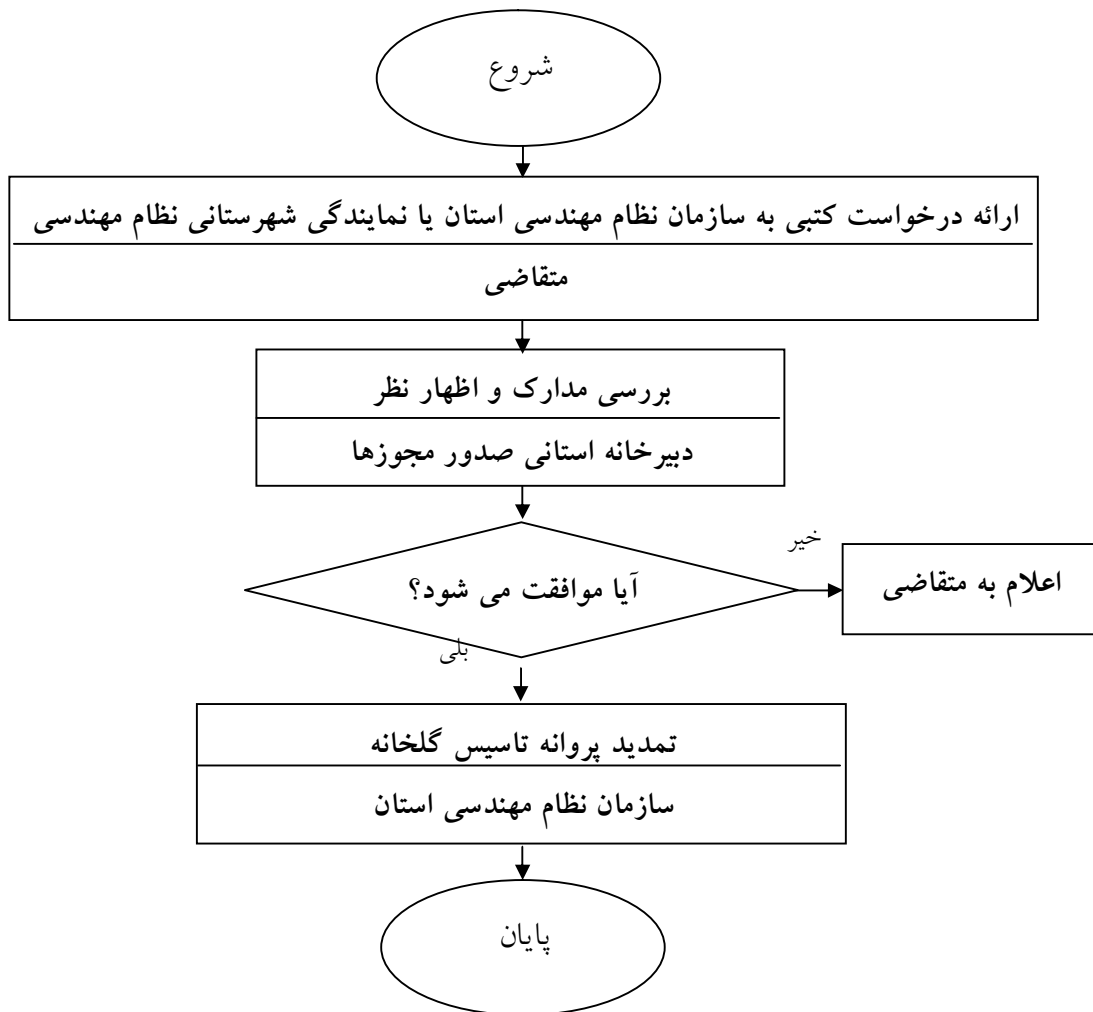 شروع
ارائه درخواست کتبی به سازمان نظام مهندسی استان یا نمایندگی شهرستانی نظام مهندسی
متقاضی
بررسی مدارک و اظهار نظر
دبیرخانه استانی صدور مجوزها
خیر
آیا موافقت می شود؟
اعلام به متقاضی
بلی
تمدید پروانه تاسیس گلخانه
سازمان نظام مهندسی استان
پایان